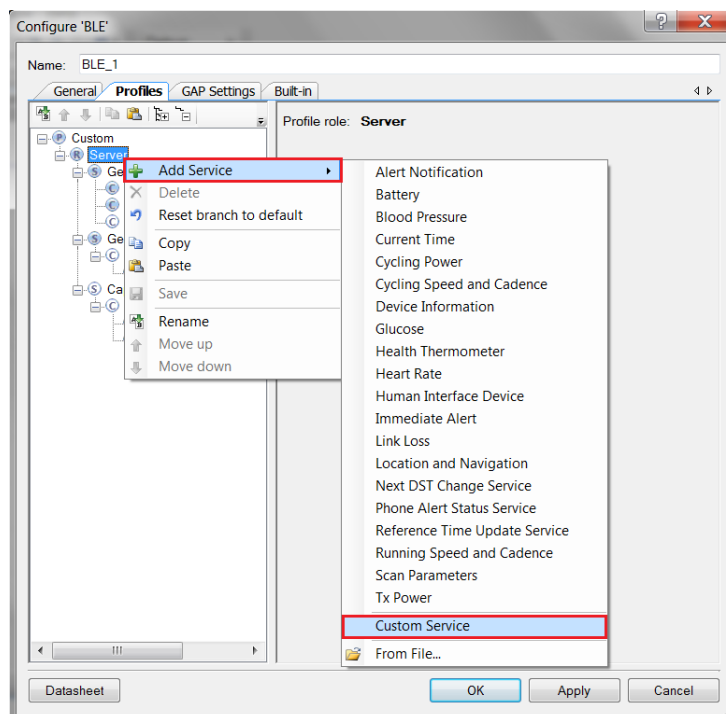 Configure 'BLE'
Name: BLE_1
General Profiles GAP Settings Built-in
Profile role: Server
Custom
Server
Ge
Ge
Ca
Add Service
Delete
Reset branch to default
Copy
Paste
Save
Rename
Move up
Move down
Alert Notification
Battery
Blood Pressure
Current Time
Cycling Power
Cycling Speed and Cadence
Device Information
Glucose
Health Thermometer
Heart Rate
Human Interface Device
Immediate Alert
Link Loss
Location and Navigation
Next DST Change Service
Phone Alert Status Service
Reference Time Update Service
Running Speed and Cadence
Scan Parameters
Tx Power
Custom Service
From File...
Datasheet OK Apply Cancel